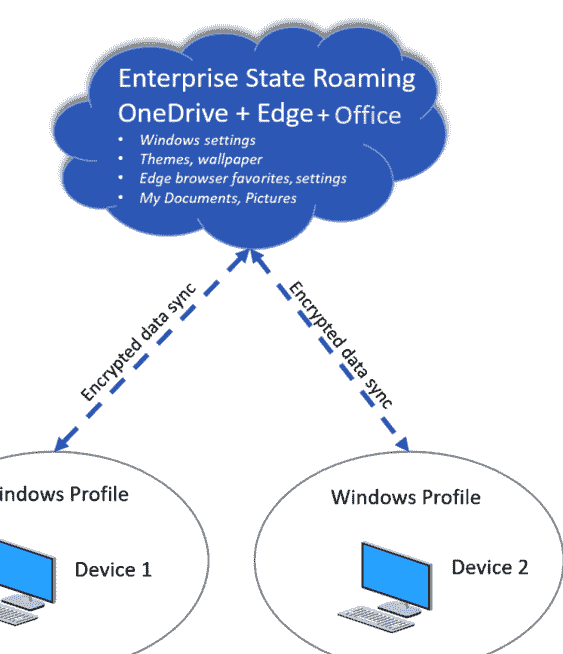 Enterprise State Roaming
OneDrive + Edge + Office
• Windows settings
• Themes, wallpaper
• Edge browser favorites, settings
• My Documents, Pictures
Encrypted data sync
Encrypted data sync
indows Profile
Device 1
Windows Profile
Device 2